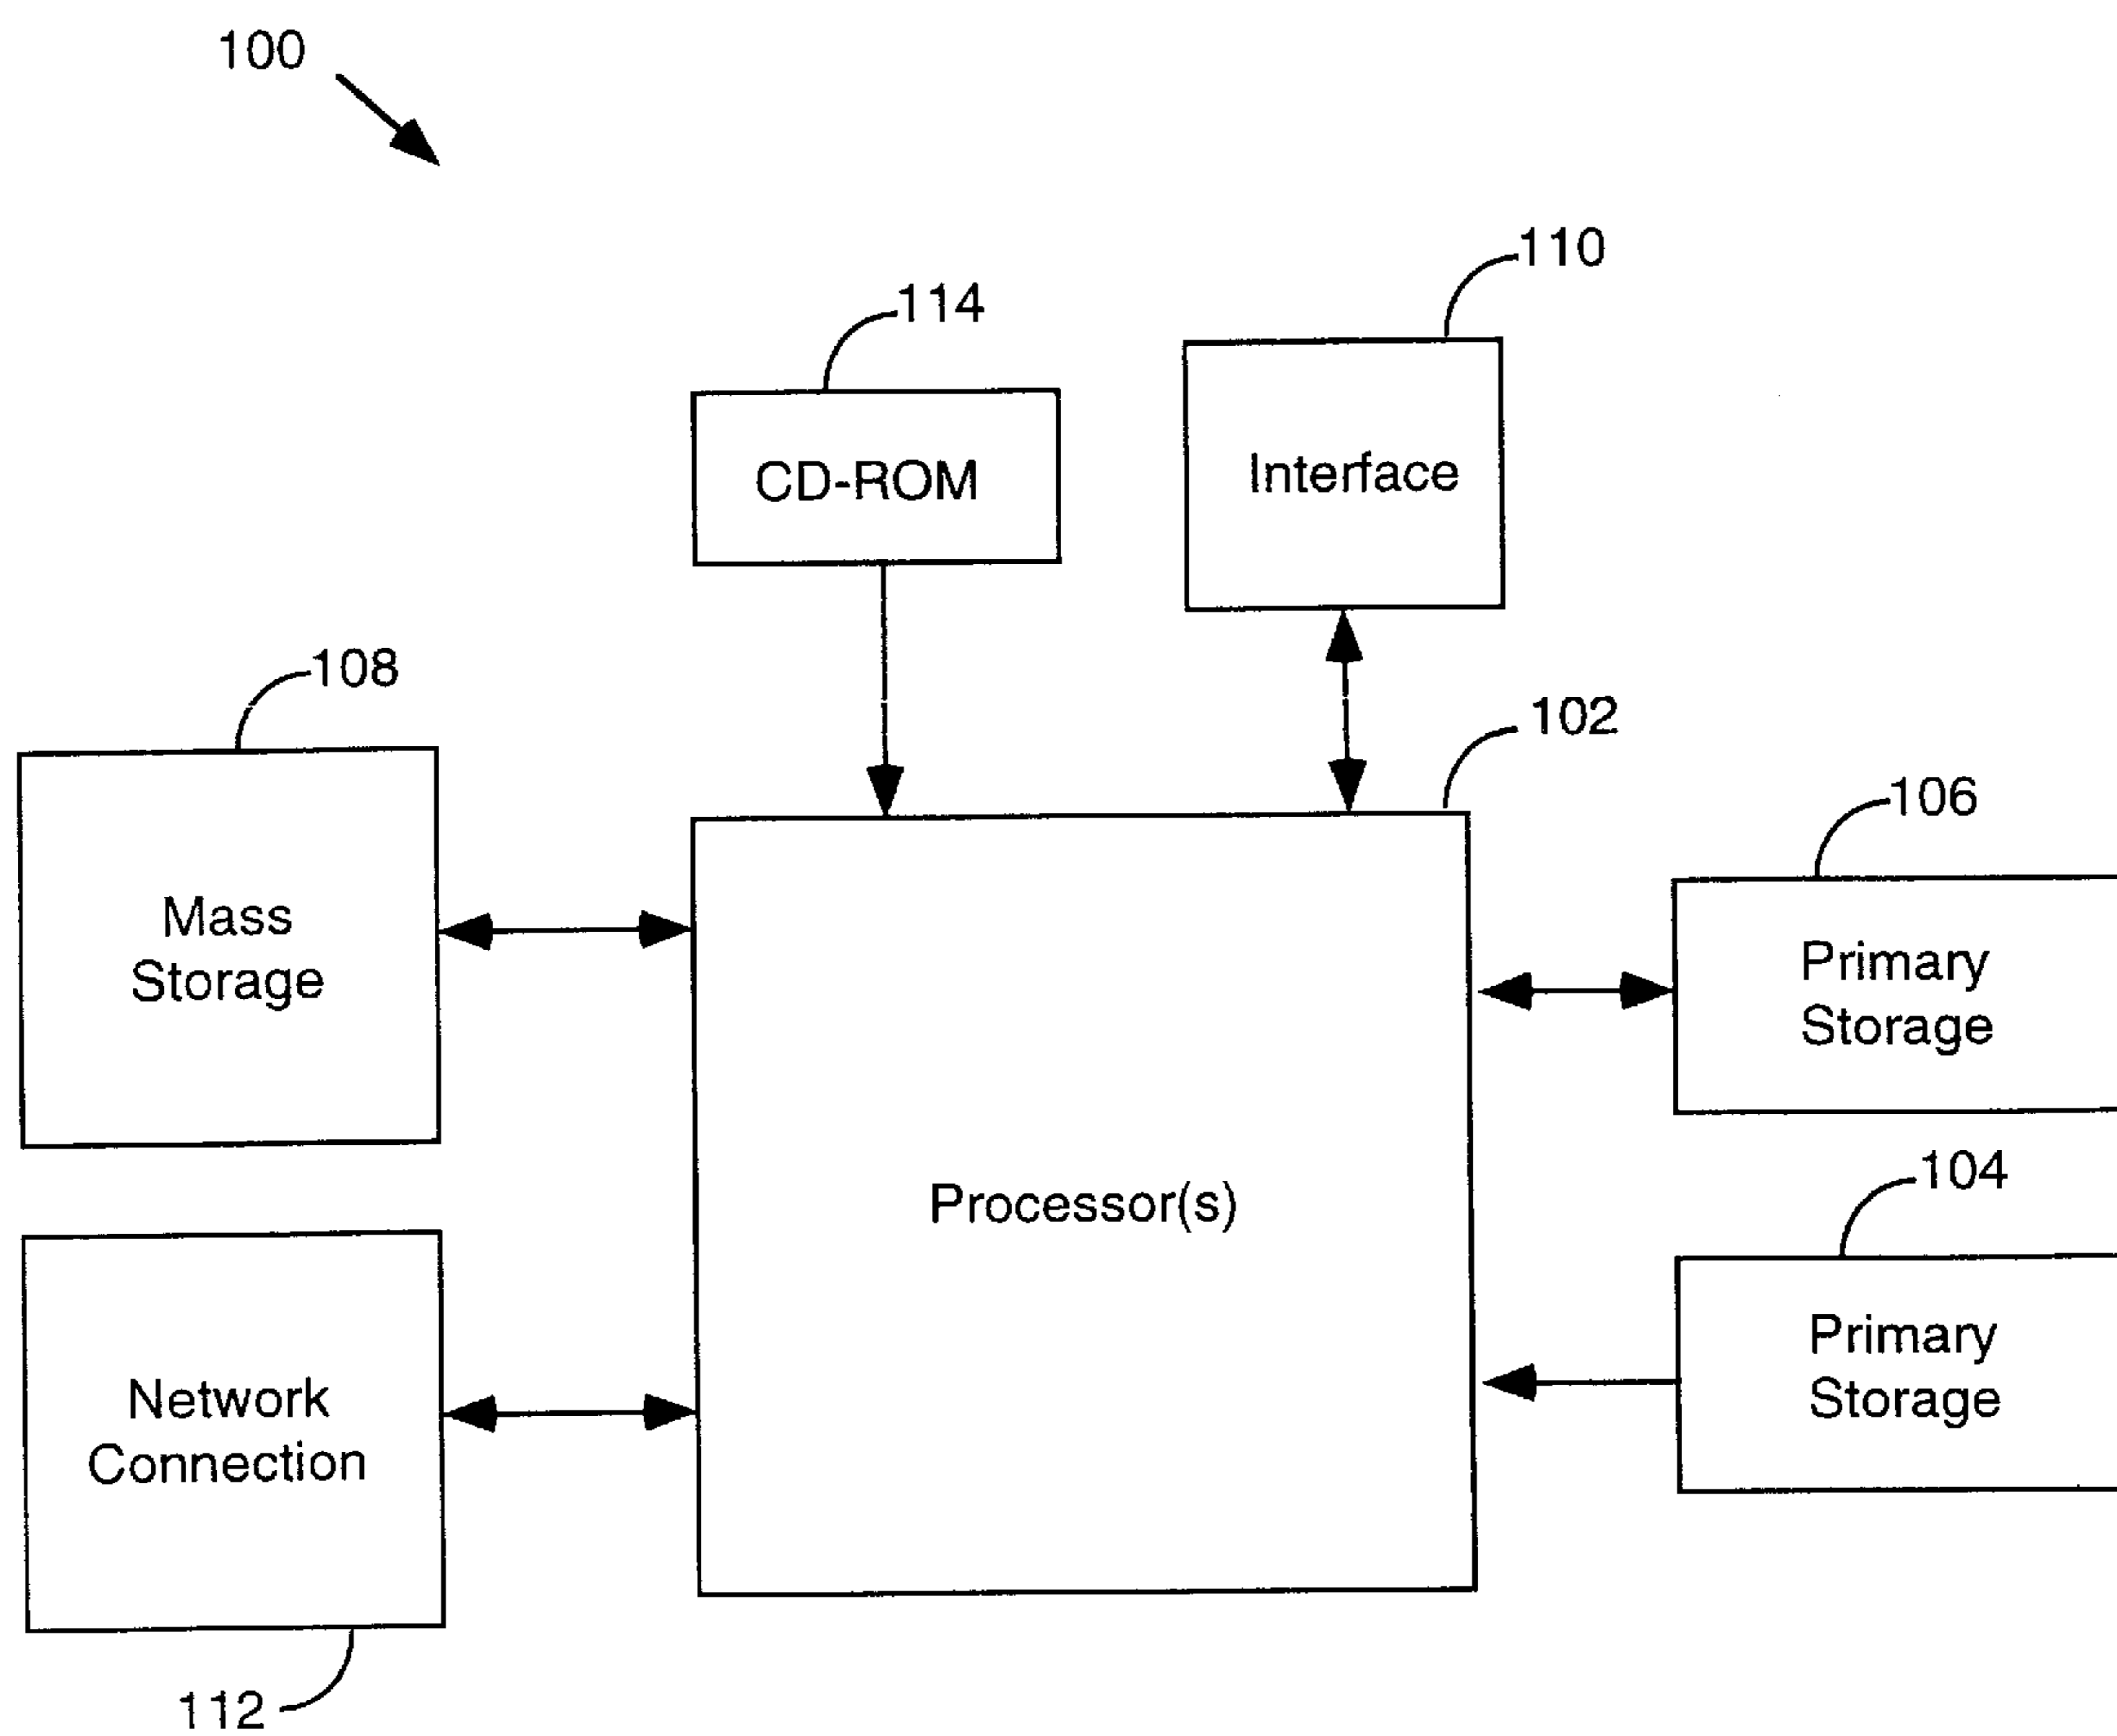 100
110
114
CD-ROM
Interface
108
102
106
Mass
Storage
Primary
Storage
104
Processor(s)
Primary
Storage
Network
Connection
112